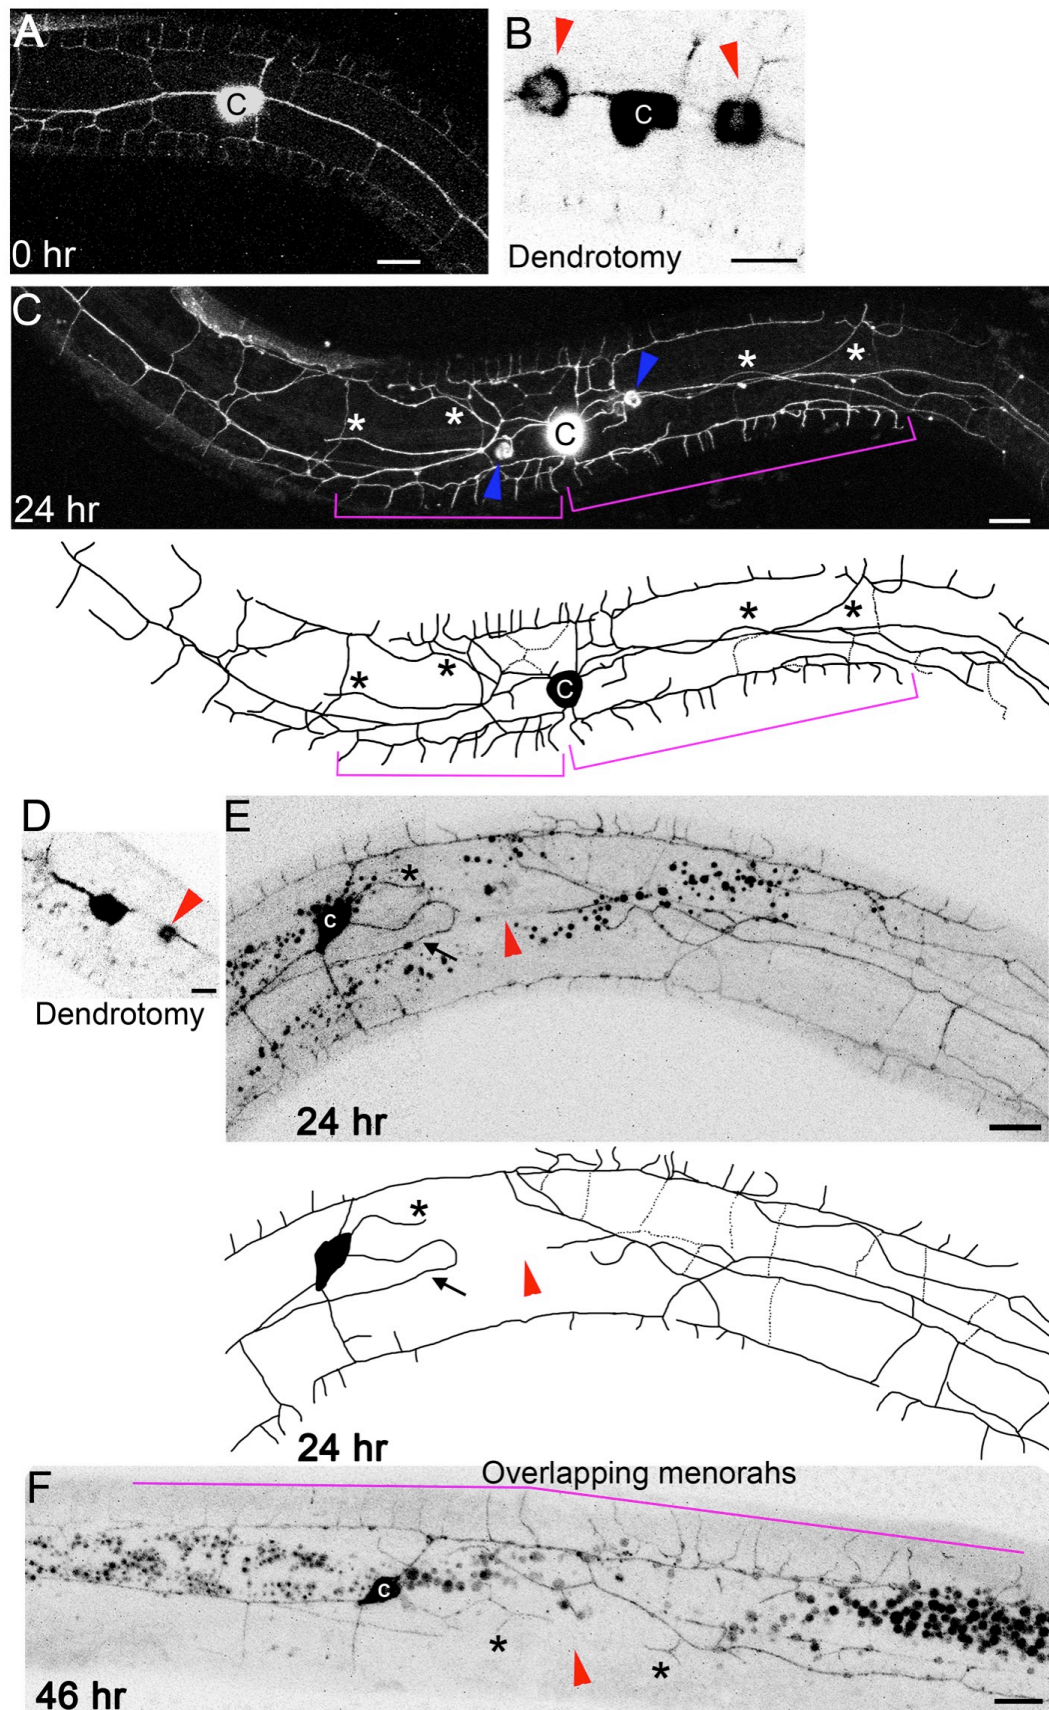 A
C
0 hr
B
C
Dendrotomy
C
* * * *
C
24 hr
* * * *
C
D
Dendrotomy
E
*
c
24 hr
*
24 hr
Overlapping menorahs
F
c
* *
46 hr